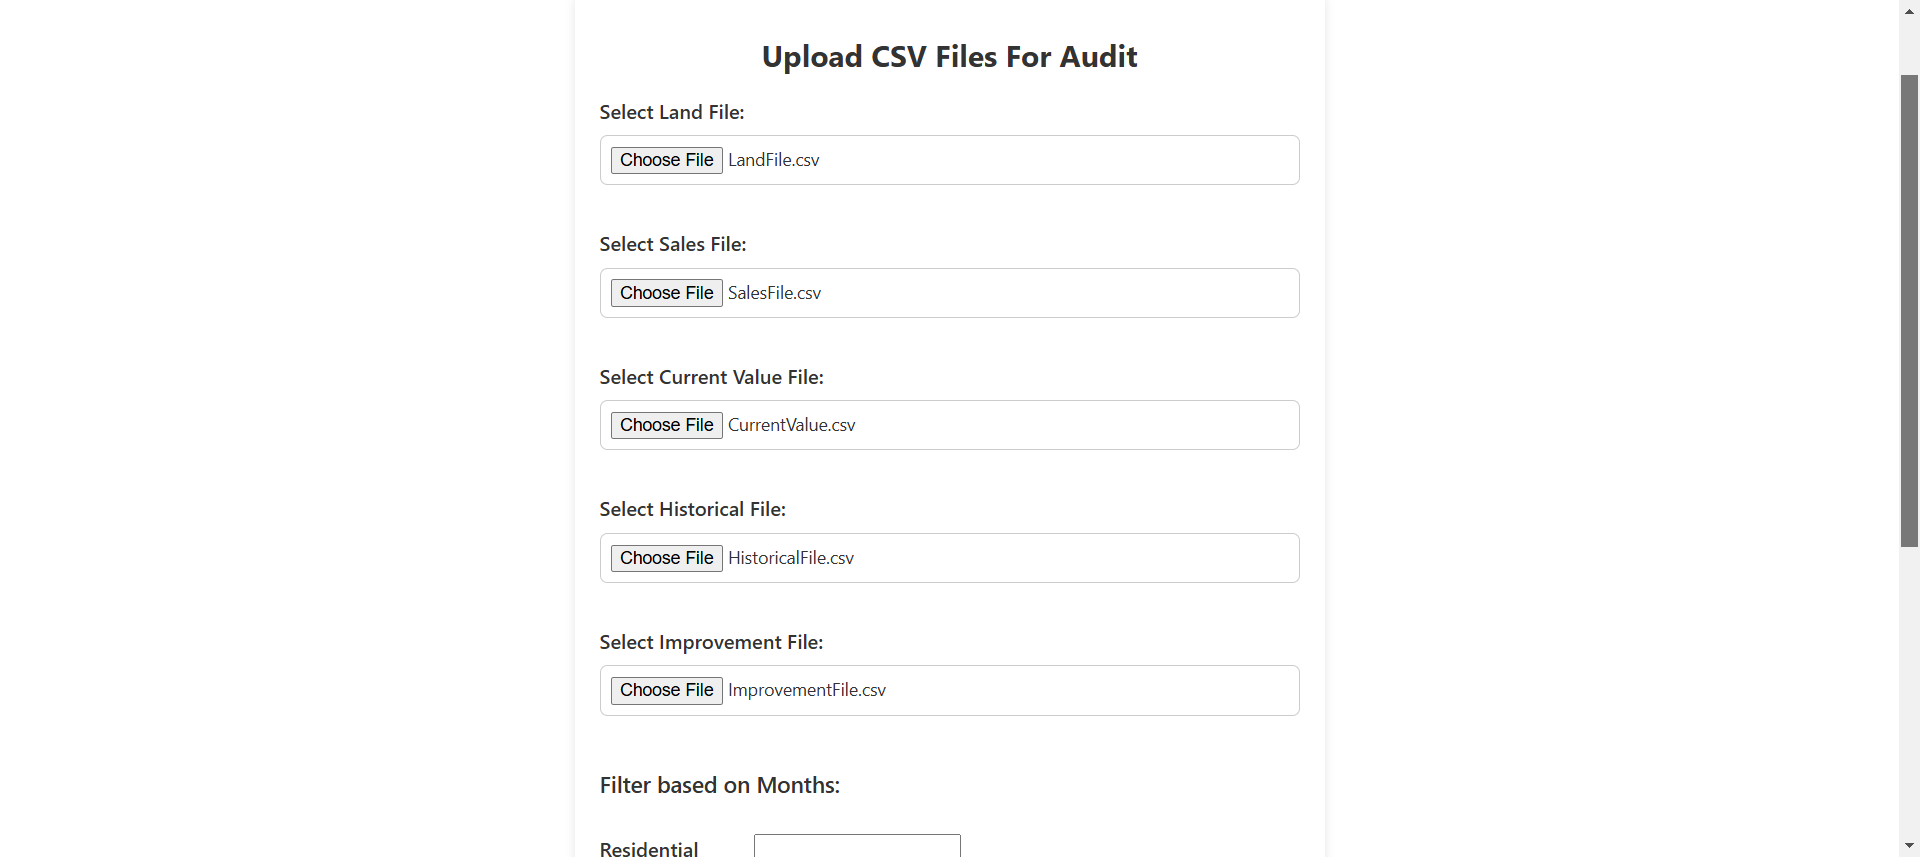 Upload CSV Files For Audit
Select Land File:
Choose File LandFile.csv
Select Sales File:
Choose File SalesFile.csv
Select Current Value File:
Choose File CurrentValue.csv
Select Historical File:
Choose File HistoricalFile.csv
Select Improvement File:
Choose File ImprovementFile.csv
Filter based on Months:
Residential